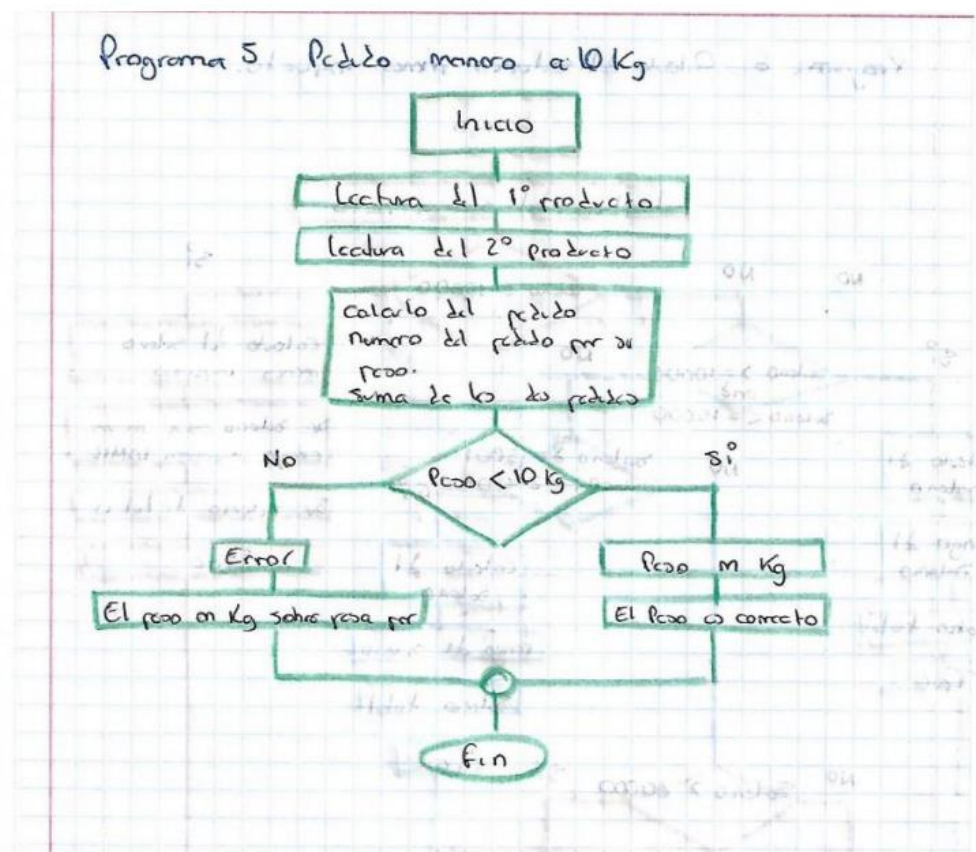 Programa 5 Pedido menoro a 10 Kg
Inicio
Lectura del 1º producto
Lectura del 2º producto
calculo del pedido
numero del pedido por su
peso.
suma de los dos pedidos
Peso < 10 Kg
No
Si
Error
Peso en Kg
El peso en Kg sobre pasa por
El Peso es correcto
Fin